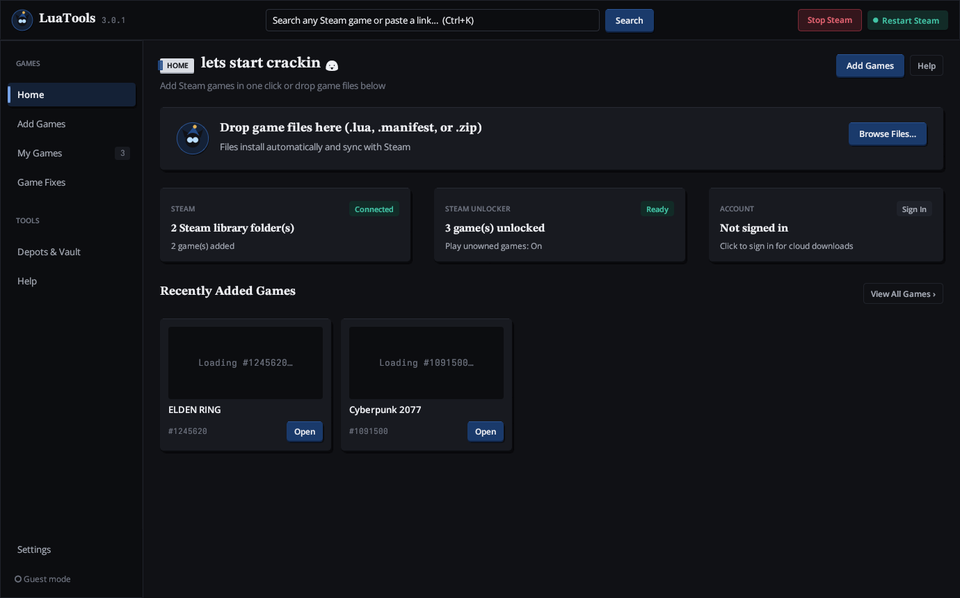 LuaTools 3.0.1
Search any Steam game or paste a link... (Ctrl+K)
Search
Stop Steam
Restart Steam
GAMES
Home
Add Games
My Games 3
Game Fixes
TOOLS
Depots & Vault
Help
Settings
Guest mode
HOME lets start crackin
Add Steam games in one click or drop game files below
Add Games
Help
Drop game files here (.lua, .manifest, or .zip)
Files install automatically and sync with Steam
Browse Files...
STEAM Connected
2 Steam library folder(s)
2 game(s) added
STEAM UNLOCKER Ready
3 game(s) unlocked
Play unowned games: On
ACCOUNT Sign In
Not signed in
Click to sign in for cloud downloads
Recently Added Games
View All Games ›
Loading #1245620…
ELDEN RING
#1245620 Open
Loading #1091500…
Cyberpunk 2077
#1091500 Open